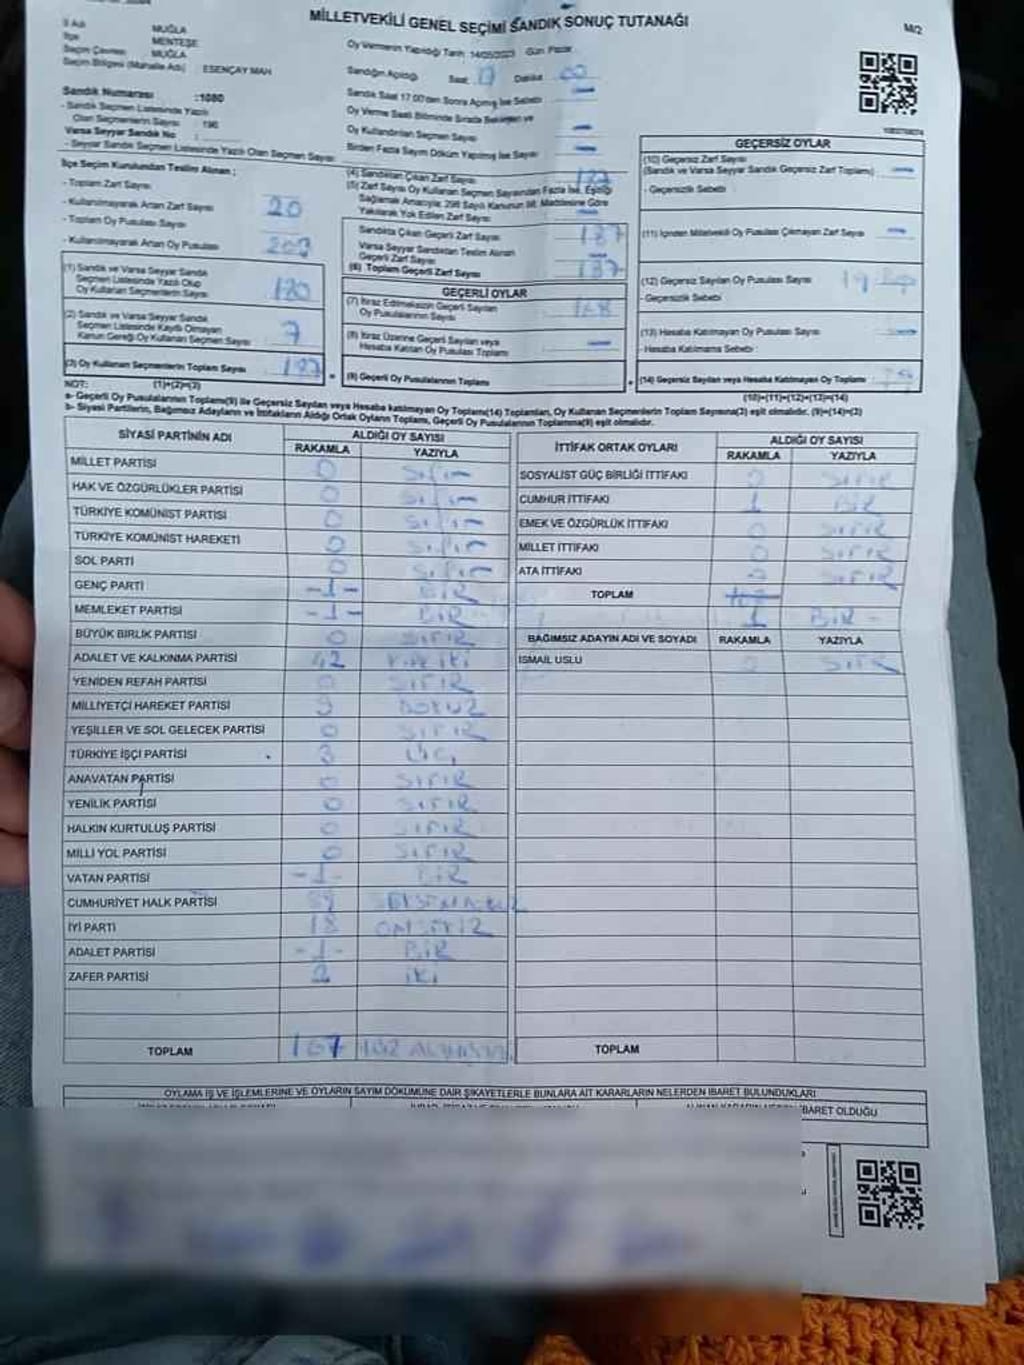 MİLLETVEKİLİ GENEL SEÇİMİ SANDIK SONUÇ TUTANAĞI
M/2
İl Adı MUĞLA
İlçe MENTEŞE
Seçim Çevresi MUĞLA
Seçim Bölgesi (Mahalle Adı) ESENÇAY MAH
Sandık Numarası :1080
- Sandık Seçmen Listesinde Yazılı
Olan Seçmenlerin Sayısı : 196
Varsa Seyyar Sandık No :
- Seyyar Sandık Seçmen Listesinde Yazılı Olan Seçmen Sayısı
Oy Vermenin Yapıldığı Tarih: 14/05/2023 Gün Pazar
Sandığın Açıldığı Saat 17 Dakika 00
Sandık Saat 17:00'den Sonra Açılmış İse Sebebi
Oy Verme Saati Bitiminde Sırada Bekleyen ve
Oy Kullandırılan Seçmen Sayısı
Birden Fazla Sayım Döküm Yapılmış İse Sayısı
İlçe Seçim Kurulundan Teslim Alınan ;
- Toplam Zarf Sayısı
- Kullanılmayarak Artan Zarf Sayısı 20
- Toplam Oy Pusulası Sayısı
- Kullanılmayarak Artan Oy Pusulası
(1) Sandık ve Varsa Seyyar Sandık
Seçmen Listesinde Yazılı Olup
Oy Kullanan Seçmenlerin Sayısı 180
(2) Sandık ve Varsa Seyyar Sandık
Seçmen Listesinde Kayıtlı Olmayan
Kanun Gereği Oy Kullanan Seçmen Sayısı 7
(3) Oy Kullanan Seçmenlerin Toplam Sayısı 187
(4) Sandıktan Çıkan Zarf Sayısı
(5) Zarf Sayısı Oy Kullanan Seçmen Sayısından Fazla İse, Eşitliği
Sağlamak Amacıyla, 298 Sayılı Kanunun 98. Maddesine Göre
Yakılarak Yok Edilen Zarf Sayısı
Sandıkta Çıkan Geçerli Zarf Sayısı 187
Varsa Seyyar Sandıktan Teslim Alınan
Geçerli Zarf Sayısı
(6) Toplam Geçerli Zarf Sayısı 187
GEÇERLİ OYLAR
(7) İtiraz Edilmeksizin Geçerli Sayılan
Oy Pusulalarının Sayısı 168
(8) İtiraz Üzerine Geçerli Sayılan veya
Hesaba Katılan Oy Pusulası Toplamı
(9) Geçerli Oy Pusulalarının Toplamı
GEÇERSİZ OYLAR
(10) Geçersiz Zarf Sayısı
(Sandık ve Varsa Seyyar Sandık Geçersiz Zarf Toplamı)
- Geçersizlik Sebebi
(11) İçinden Milletvekili Oy Pusulası Çıkmayan Zarf Sayısı
(12) Geçersiz Sayılan Oy Pusulası Sayısı 19
- Geçersizlik Sebebi
(13) Hesaba Katılmayan Oy Pusulası Sayısı
- Hesaba Katılmama Sebebi
(14) Geçersiz Sayılan veya Hesaba Katılmayan Oy Toplamı
NOT: (1)+(2)=(3)
(10)+(11)+(12)+(13)=(14)
a- Geçerli Oy Pusulalarının Toplamı(9) ile Geçersiz Sayılan veya Hesaba katılmayan Oy Toplamı(14) Toplamları, Oy Kullanan Seçmenlerin Toplam Sayısına(3) eşit olmalıdır. (9)+(14)=(3)
b- Siyasi Partilerin, Bağımsız Adayların ve İttifakların Aldığı Ortak Oyların Toplamı, Geçerli Oy Pusulalarının Toplamına(9) eşit olmalıdır.
SİYASİ PARTİNİN ADI ALDIĞI OY SAYISI
RAKAMLA YAZIYLA
MİLLET PARTİSİ 0 Sıfır
HAK VE ÖZGÜRLÜKLER PARTİSİ 0 Sıfır
TÜRKİYE KOMÜNİST PARTİSİ 0 Sıfır
TÜRKİYE KOMÜNİST HAREKETİ 0 Sıfır
SOL PARTİ 0 Sıfır
GENÇ PARTİ -1- BİR
MEMLEKET PARTİSİ -1- BİR
BÜYÜK BİRLİK PARTİSİ 0 SIFIR
ADALET VE KALKINMA PARTİSİ 42 KIRK İKİ
YENİDEN REFAH PARTİSİ 0 SIFIR
MİLLİYETÇİ HAREKET PARTİSİ 9 DOKUZ
YEŞİLLER VE SOL GELECEK PARTİSİ 0 SIFIR
TÜRKİYE İŞÇİ PARTİSİ 3 ÜÇ
ANAVATAN PARTİSİ 0 SIFIR
YENİLİK PARTİSİ 0 SIFIR
HALKIN KURTULUŞ PARTİSİ 0 SIFIR
MİLLİ YOL PARTİSİ 0 SIFIR
VATAN PARTİSİ -1- BİR
CUMHURİYET HALK PARTİSİ 89
İYİ PARTİ 18 ONSEKİZ
ADALET PARTİSİ -1- BİR
ZAFER PARTİSİ 2 İKİ
TOPLAM 167
İTTİFAK ORTAK OYLARI ALDIĞI OY SAYISI
RAKAMLA YAZIYLA
SOSYALİST GÜÇ BİRLİĞİ İTTİFAKI 0 SIFIR
CUMHUR İTTİFAKI 1 BİR
EMEK VE ÖZGÜRLÜK İTTİFAKI 0 SIFIR
MİLLET İTTİFAKI 0 SIFIR
ATA İTTİFAKI 0 SIFIR
TOPLAM
1 BİR
BAĞIMSIZ ADAYIN ADI VE SOYADI RAKAMLA YAZIYLA
İSMAİL USLU 0 SIFIR
TOPLAM
OYLAMA İŞ VE İŞLEMLERİNE VE OYLARIN SAYIM DÖKÜMÜNE DAİR ŞİKAYETLERLE BUNLARA AİT KARARLARIN NELERDEN İBARET BULUNDUKLARI
İBARET OLDUĞU